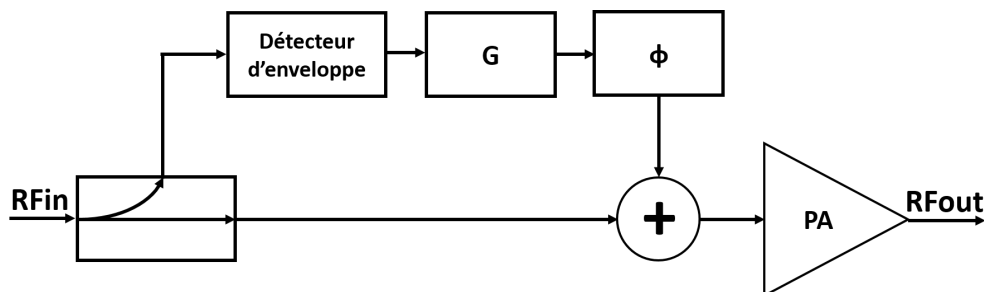 Détecteur
d'enveloppe
G
ϕ
RFin
+
PA
RFout